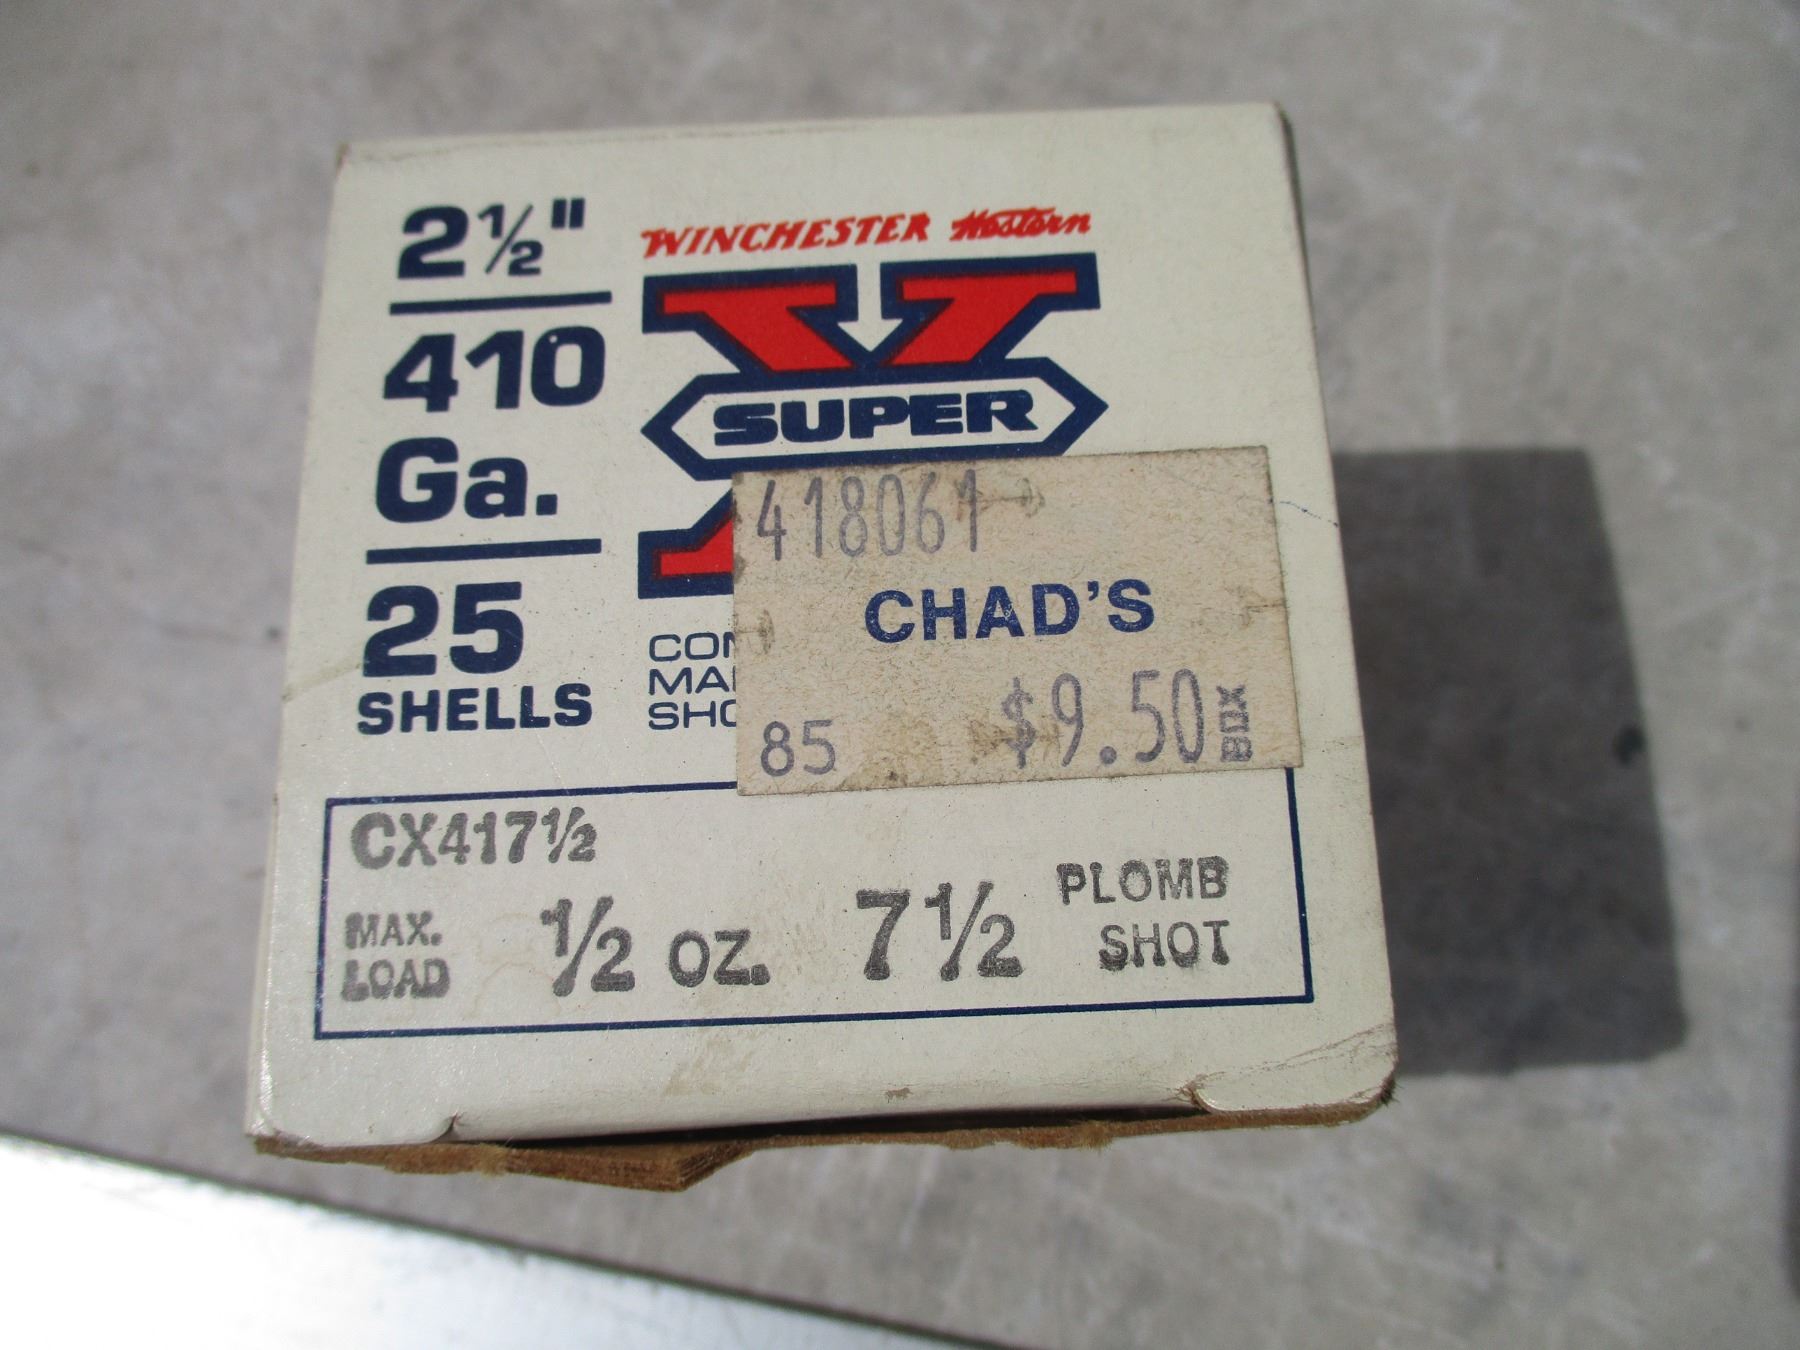 2½"
410
Ga.
25
SHELLS
WINCHESTER Western
SUPER
418061
CHAD'S
85 $9.50 BOX
CX417½
MAX.
LOAD
½ OZ. 7½
PLOMB
SHOT